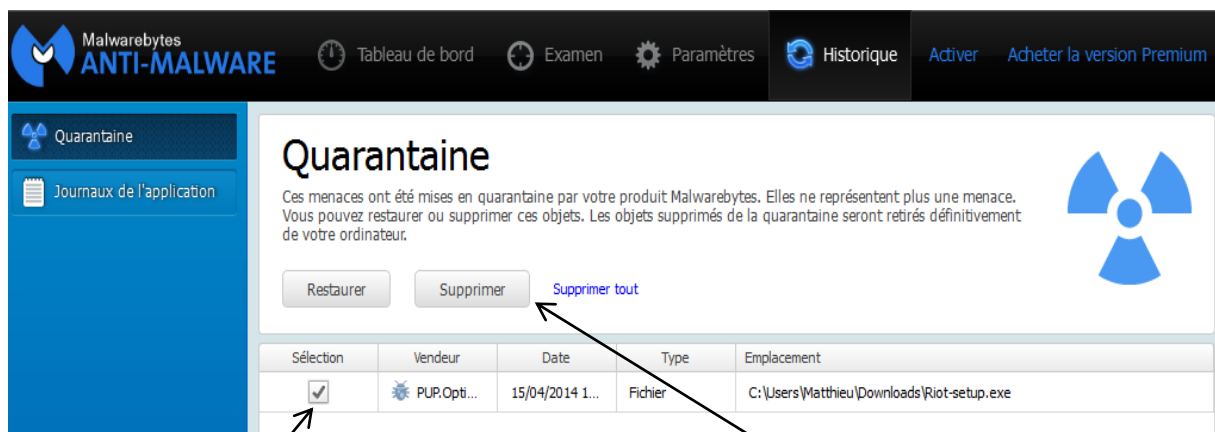 Malwarebytes
ANTI-MALWARE
Tableau de bord
Examen
Paramètres
Historique
Activer
Acheter la version Premium
Quarantaine
Journaux de l'application
Quarantaine
Ces menaces ont été mises en quarantaine par votre produit Malwarebytes. Elles ne représentent plus une menace.
Vous pouvez restaurer ou supprimer ces objets. Les objets supprimés de la quarantaine seront retirés définitivement
de votre ordinateur.
Restaurer
Supprimer
Supprimer tout
Sélection Vendeur Date Type Emplacement
PUP.Opti... 15/04/2014 1... Fichier C:\Users\Matthieu\Downloads\Riot-setup.exe